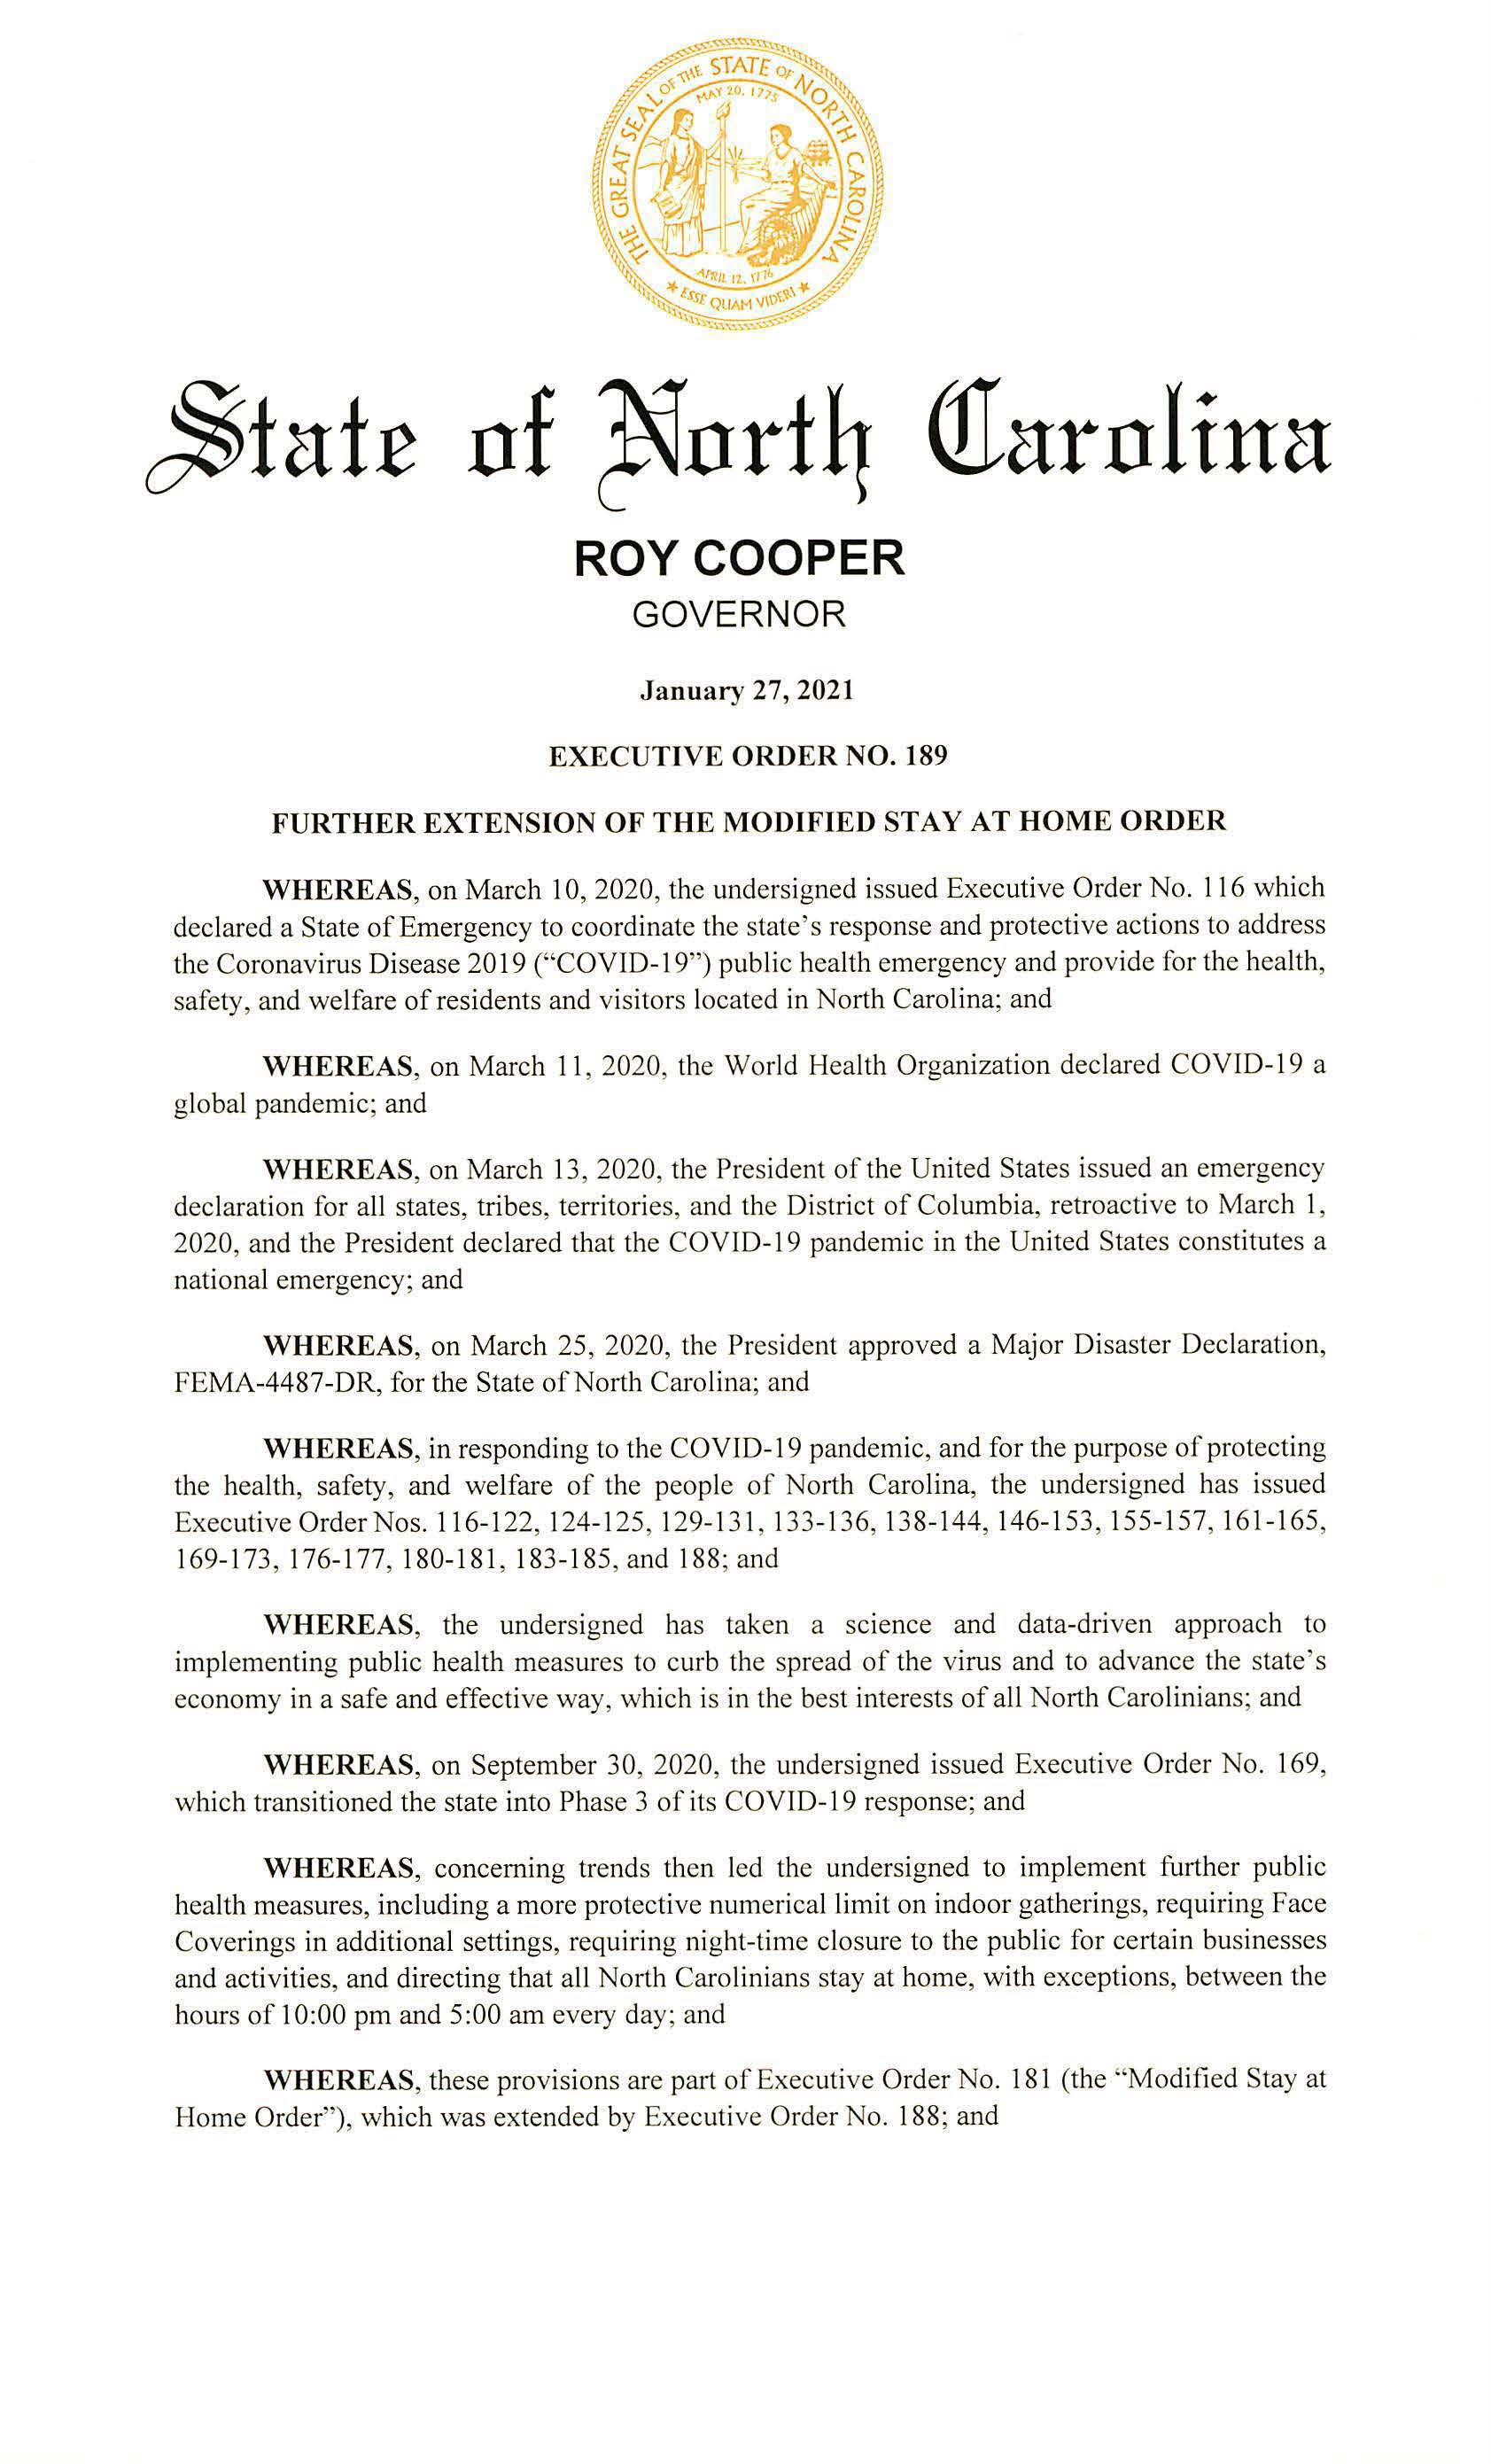 THE GREAT SEAL OF THE STATE OF NORTH CAROLINA
MAY 20, 1775
APRIL 12, 1776
★ ESSE QUAM VIDERI ★
State of North Carolina
ROY COOPER
GOVERNOR
January 27, 2021
EXECUTIVE ORDER NO. 189
FURTHER EXTENSION OF THE MODIFIED STAY AT HOME ORDER
WHEREAS, on March 10, 2020, the undersigned issued Executive Order No. 116 which
declared a State of Emergency to coordinate the state’s response and protective actions to address
the Coronavirus Disease 2019 (“COVID-19”) public health emergency and provide for the health,
safety, and welfare of residents and visitors located in North Carolina; and
WHEREAS, on March 11, 2020, the World Health Organization declared COVID-19 a
global pandemic; and
WHEREAS, on March 13, 2020, the President of the United States issued an emergency
declaration for all states, tribes, territories, and the District of Columbia, retroactive to March 1,
2020, and the President declared that the COVID-19 pandemic in the United States constitutes a
national emergency; and
WHEREAS, on March 25, 2020, the President approved a Major Disaster Declaration,
FEMA-4487-DR, for the State of North Carolina; and
WHEREAS, in responding to the COVID-19 pandemic, and for the purpose of protecting
the health, safety, and welfare of the people of North Carolina, the undersigned has issued
Executive Order Nos. 116-122, 124-125, 129-131, 133-136, 138-144, 146-153, 155-157, 161-165,
169-173, 176-177, 180-181, 183-185, and 188; and
WHEREAS, the undersigned has taken a science and data-driven approach to
implementing public health measures to curb the spread of the virus and to advance the state’s
economy in a safe and effective way, which is in the best interests of all North Carolinians; and
WHEREAS, on September 30, 2020, the undersigned issued Executive Order No. 169,
which transitioned the state into Phase 3 of its COVID-19 response; and
WHEREAS, concerning trends then led the undersigned to implement further public
health measures, including a more protective numerical limit on indoor gatherings, requiring Face
Coverings in additional settings, requiring night-time closure to the public for certain businesses
and activities, and directing that all North Carolinians stay at home, with exceptions, between the
hours of 10:00 pm and 5:00 am every day; and
WHEREAS, these provisions are part of Executive Order No. 181 (the “Modified Stay at
Home Order”), which was extended by Executive Order No. 188; and